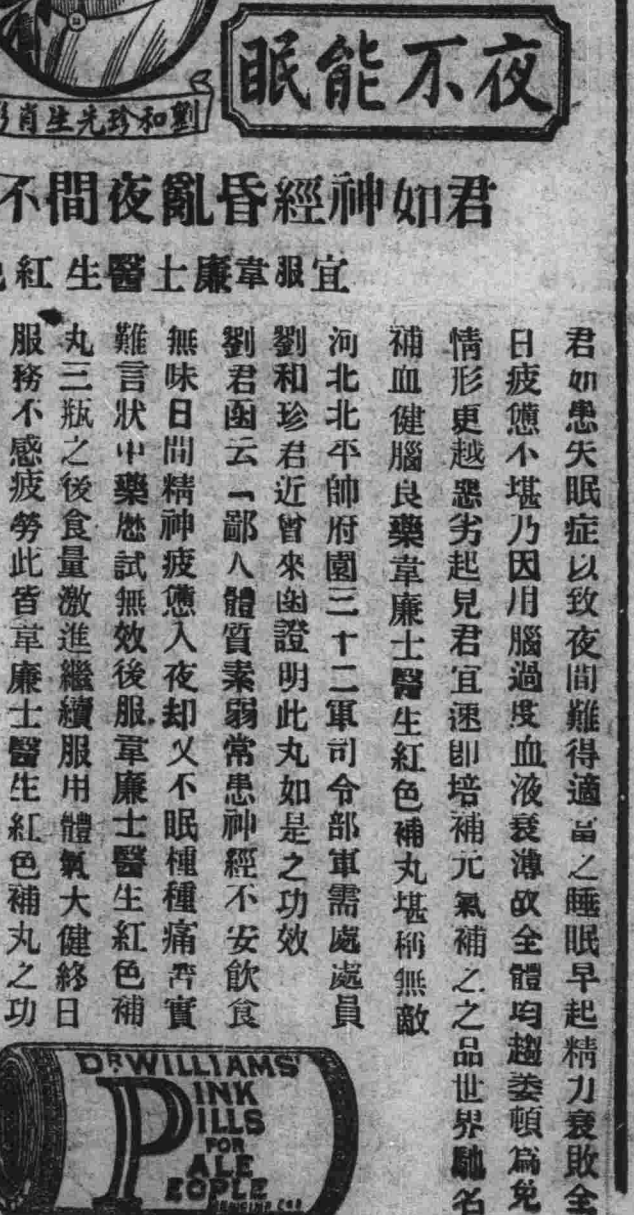 夜不能眠
劉和珍先生肖
君如神經昏亂夜間不
宜服韋廉士醫生紅
君如患失眠症以致夜間難得適當之睡眠早起精力衰敗全
日疲憊不堪乃因用腦過度血液衰薄故全體均趨委頓爲免
情形更越惡劣起見君宜速卽培補元氣補之之品世界馳名
補血健腦良藥韋廉士醫生紅色補丸堪稱無敵
河北北平帥府園三十二軍司令部軍需處處員
劉和珍君近曾來函證明此丸如是之功效
劉君函云「鄙人體質素弱常患神經不安飲食
無味日間精神疲憊入夜却又不眠種種痛苦實
難言狀中藥歷試無效後服韋廉士醫生紅色補
丸三瓶之後食量激進繼續服用體氣大健終日
服務不感疲勞此皆韋廉士醫生紅色補丸之功
DR WILLIAMS'
PINK
PILLS
FOR
PALE
PEOPLE